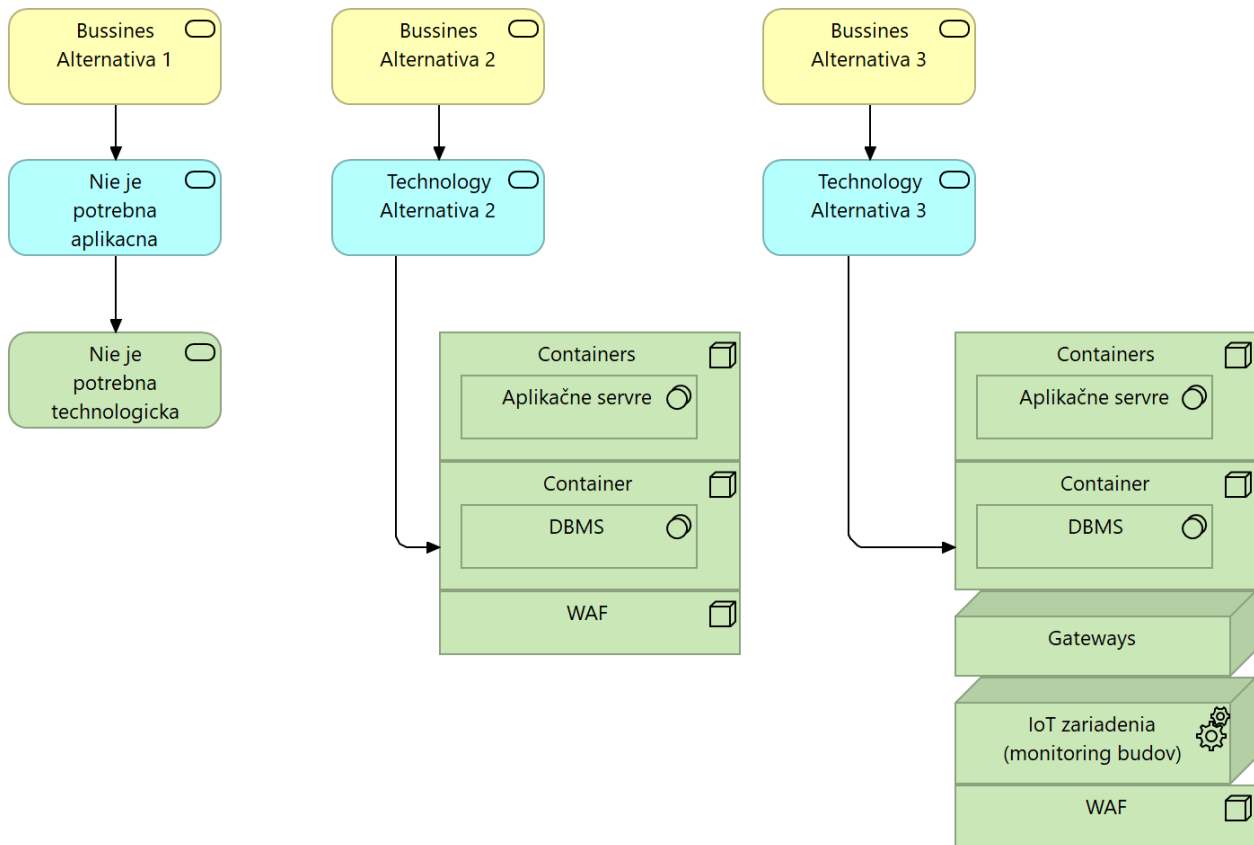 Bussines
Alternativa 1
Bussines
Alternativa 2
Bussines
Alternativa 3
Nie je
potrebna
aplikacna
Technology
Alternativa 2
Technology
Alternativa 3
Nie je
potrebna
technologicka
Containers
Aplikačne servre
Container
DBMS
WAF
Containers
Aplikačne servre
Container
DBMS
Gateways
IoT zariadenia
(monitoring budov)
WAF